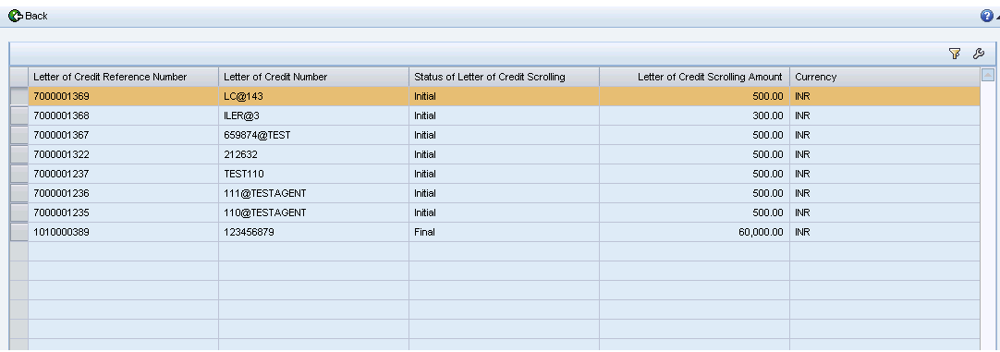 Back
Letter of Credit Reference Number Letter of Credit Number Status of Letter of Credit Scrolling Letter of Credit Scrolling Amount Currency
7000001369 LC@143 Initial 500.00 INR
7000001368 ILER@3 Initial 300.00 INR
7000001367 659874@TEST Initial 500.00 INR
7000001322 212632 Initial 500.00 INR
7000001237 TEST110 Initial 500.00 INR
7000001236 111@TESTAGENT Initial 500.00 INR
7000001235 110@TESTAGENT Initial 500.00 INR
1010000389 123456879 Final 60,000.00 INR